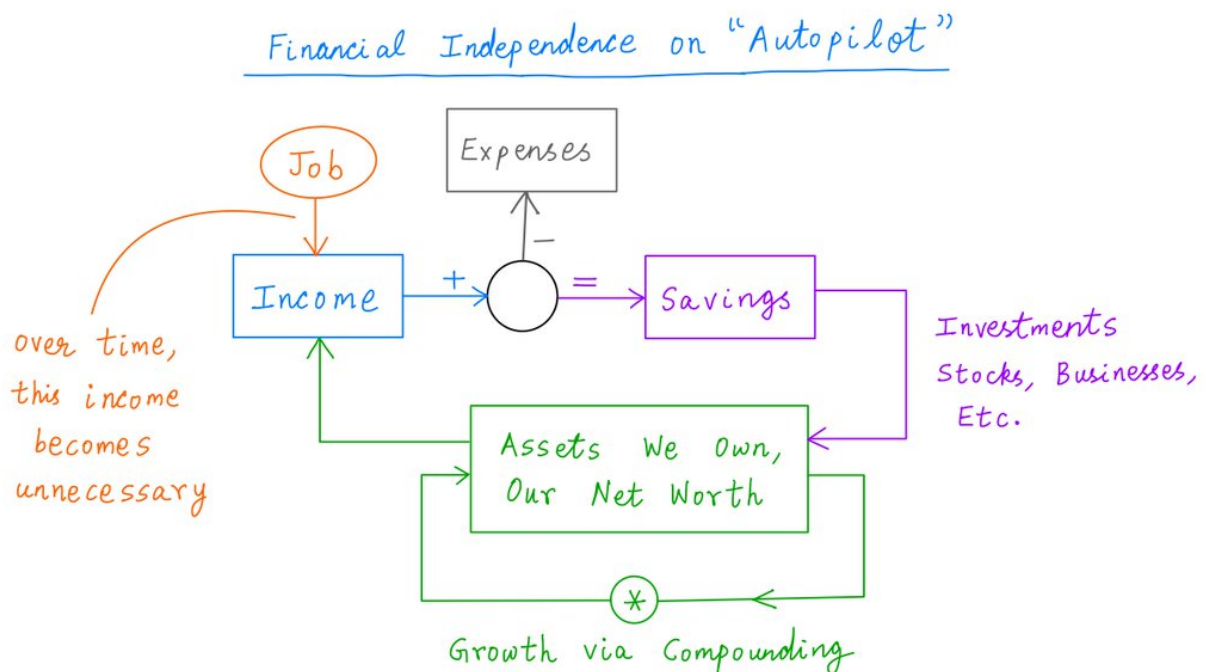 Financial Independence on “Autopilot”
Expenses
Job
Income
+
−
=
Savings
Investments
Stocks, Businesses,
Etc.
over time,
this income
becomes
unnecessary
Assets We Own,
Our Net Worth
*
Growth via Compounding